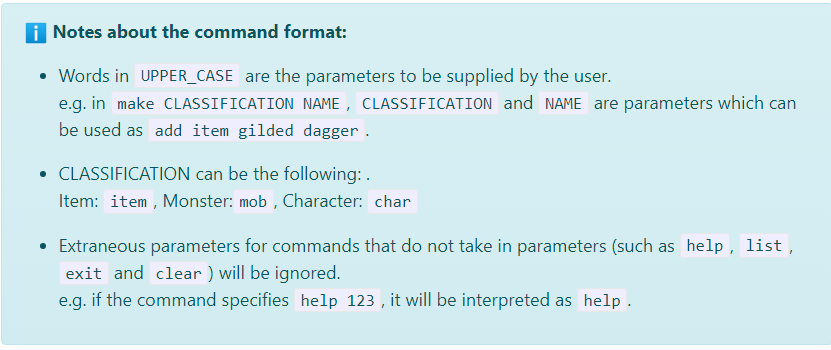 Notes about the command format:
Words in UPPER_CASE are the parameters to be supplied by the user.
e.g. in make CLASSIFICATION NAME, CLASSIFICATION and NAME are parameters which can
be used as add item gilded dagger.
CLASSIFICATION can be the following: .
Item: item, Monster: mob, Character: char
Extraneous parameters for commands that do not take in parameters (such as help, list,
exit and clear) will be ignored.
e.g. if the command specifies help 123, it will be interpreted as help.